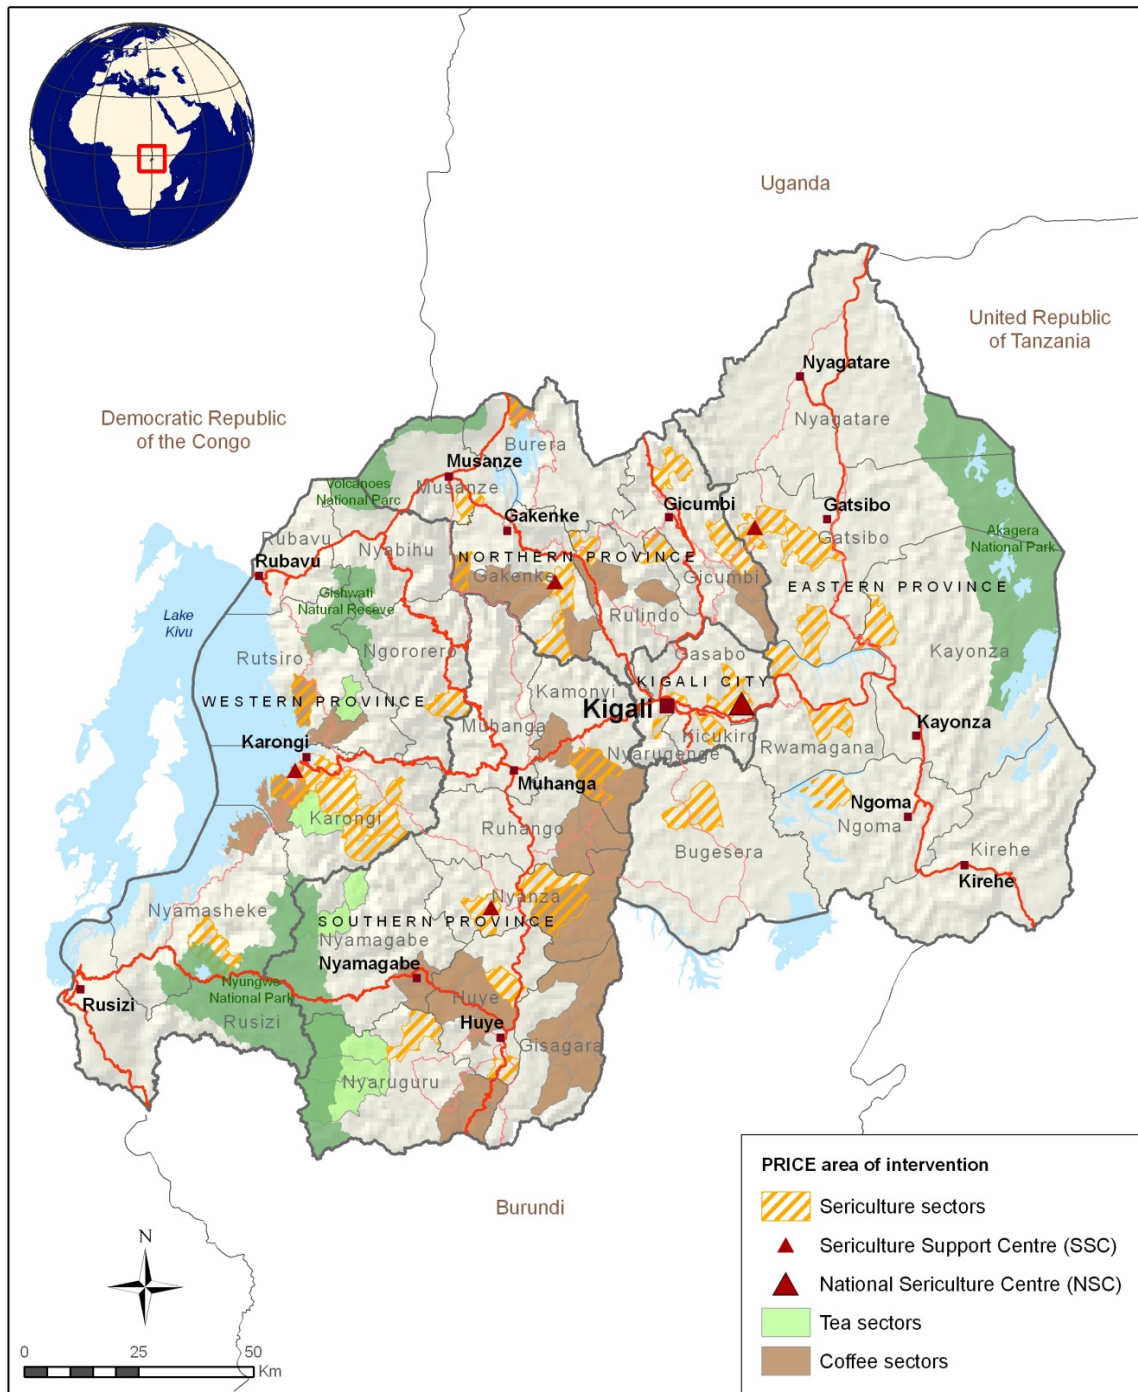 Uganda
United Republic
of Tanzania
Nyagatare
Nyagatare
Democratic Republic
of the Congo
Burera
Musanze
Musanze
Volcanoes
National Parc
Gicumbi
Gatsibo
Gatsibo
Gakenke
Akagera
National Park
Rubavu
Nyabihu
NORTHERN PROVINCE
Rubavu
Gakenke
Gicumbi
EASTERN PROVINCE
Gishwati
Natural Reseve
Lake
Kivu
Rulindo
Rutsiro
Ngororero
Gasabo
Kayonza
KIGALI CITY
WESTERN PROVINCE
Kamonyi
Kigali
Muhanga
Kicukiro
Kayonza
Karongi
Nyarugenge
Rwamagana
Muhanga
Ngoma
Karongi
Ruhango
Ngoma
Bugesera
Kirehe
Kirehe
Nyanza
Nyamasheke
SOUTHERN PROVINCE
Nyamagabe
Nyamagabe
Nyungwe
National Park
Rusizi
Huye
Rusizi
Huye
Gisagara
Nyaruguru
Burundi
N
0 25 50
Km
PRICE area of intervention
Sericulture sectors
Sericulture Support Centre (SSC)
National Sericulture Centre (NSC)
Tea sectors
Coffee sectors